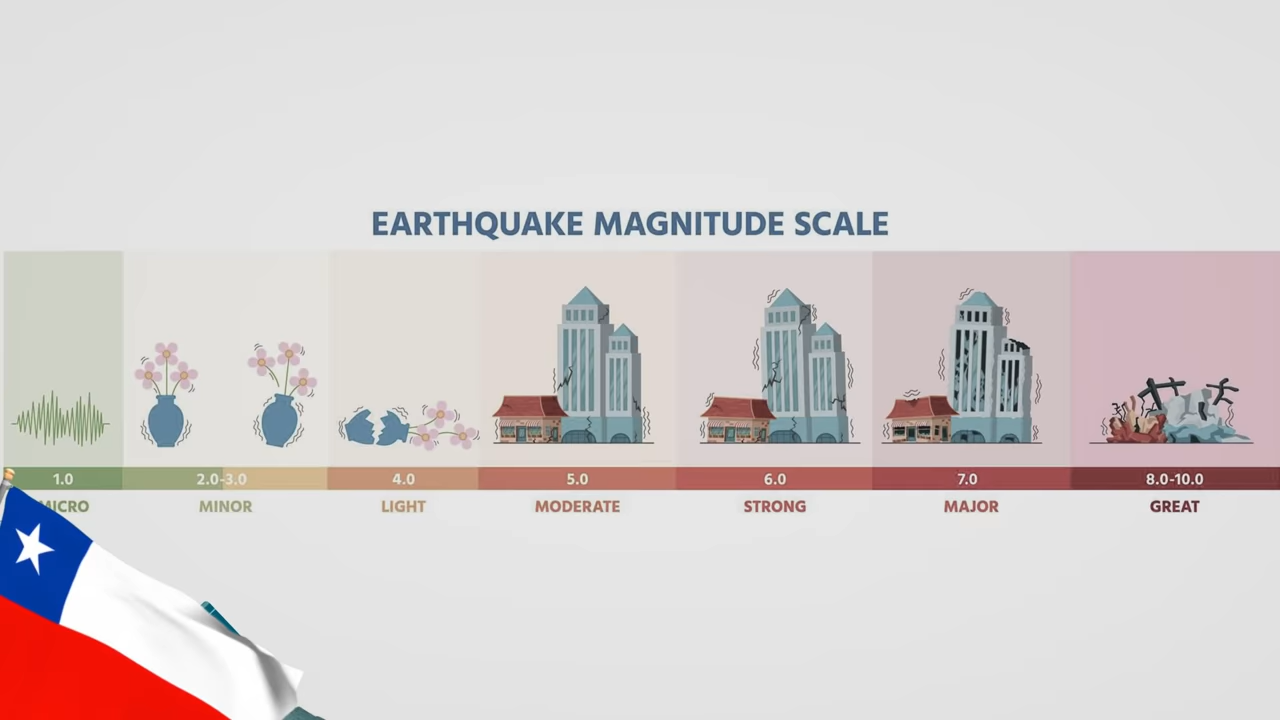 EARTHQUAKE MAGNITUDE SCALE
1.0 2.0-3.0 4.0 5.0 6.0 7.0 8.0-10.0
MICRO MINOR LIGHT MODERATE STRONG MAJOR GREAT